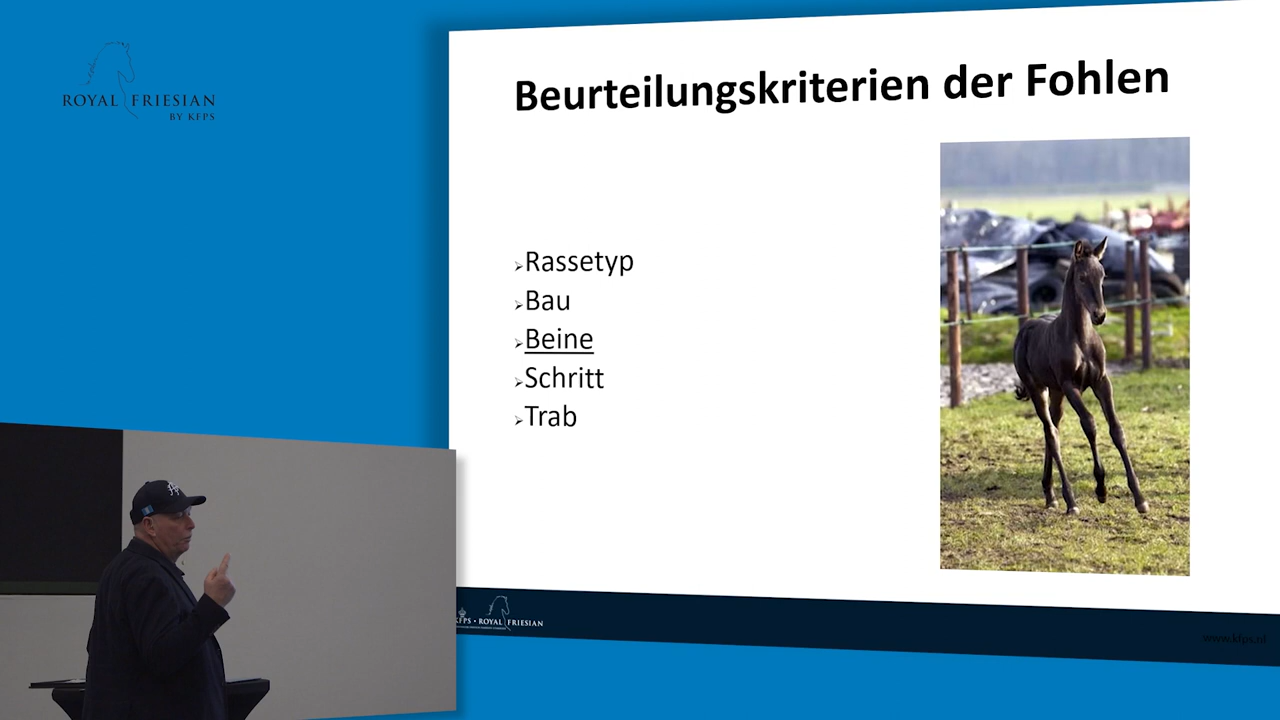 ROYAL FRIESIAN
BY KFPS
Beurteilungskriterien der Fohlen
Rassetyp
Bau
Beine
Schritt
Trab
KFPS • ROYAL FRIESIAN
www.kfps.nl